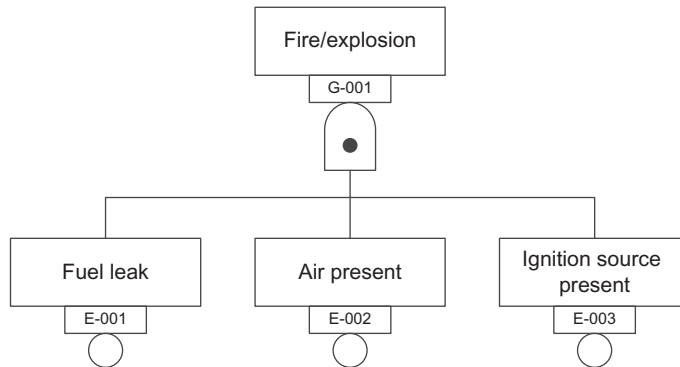 Fire/explosion
G-001
Fuel leak
Air present
Ignition source
present
E-001
E-002
E-003